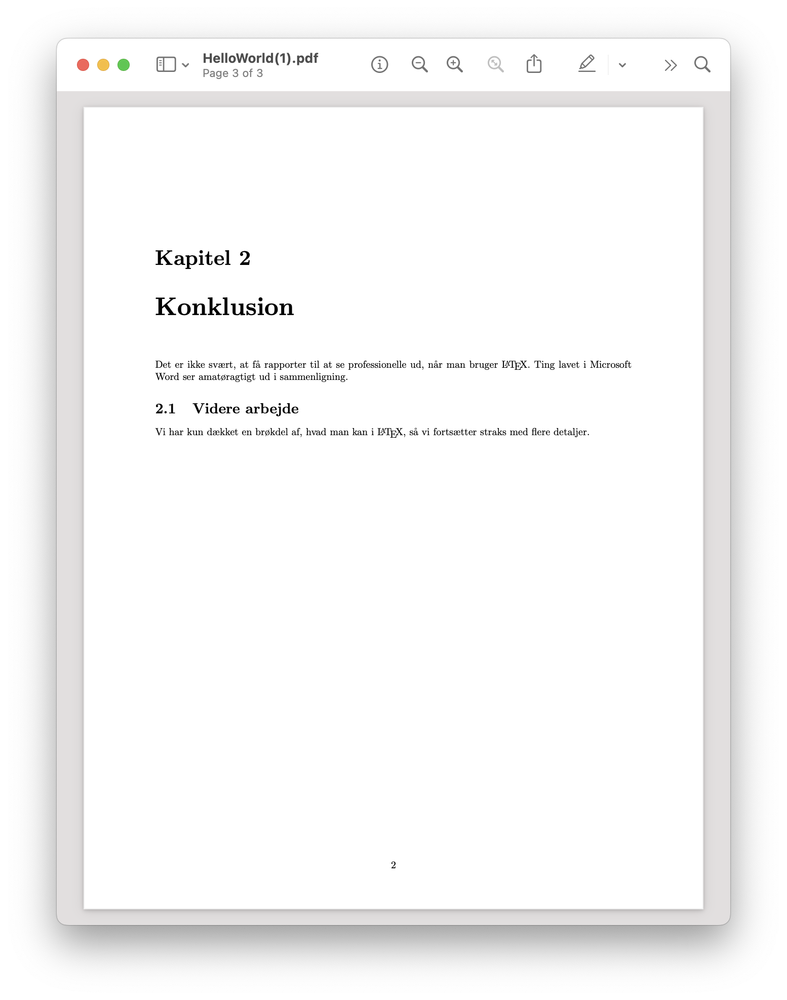 HelloWorld(1).pdf
Page 3 of 3
Kapitel 2
Konklusion
Det er ikke svært, at få rapporter til at se professionelle ud, når man bruger LATEX. Ting lavet i Microsoft
Word ser amatøragtigt ud i sammenligning.
2.1 Videre arbejde
Vi har kun dækket en brøkdel af, hvad man kan i LATEX, så vi fortsætter straks med flere detaljer.
2